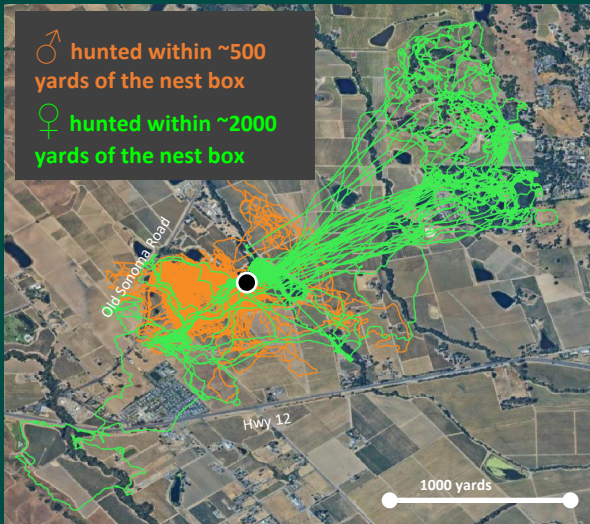 ♂ hunted within ~500
yards of the nest box
♀ hunted within ~2000
yards of the nest box
Old Sonoma Road
Hwy 12
1000 yards